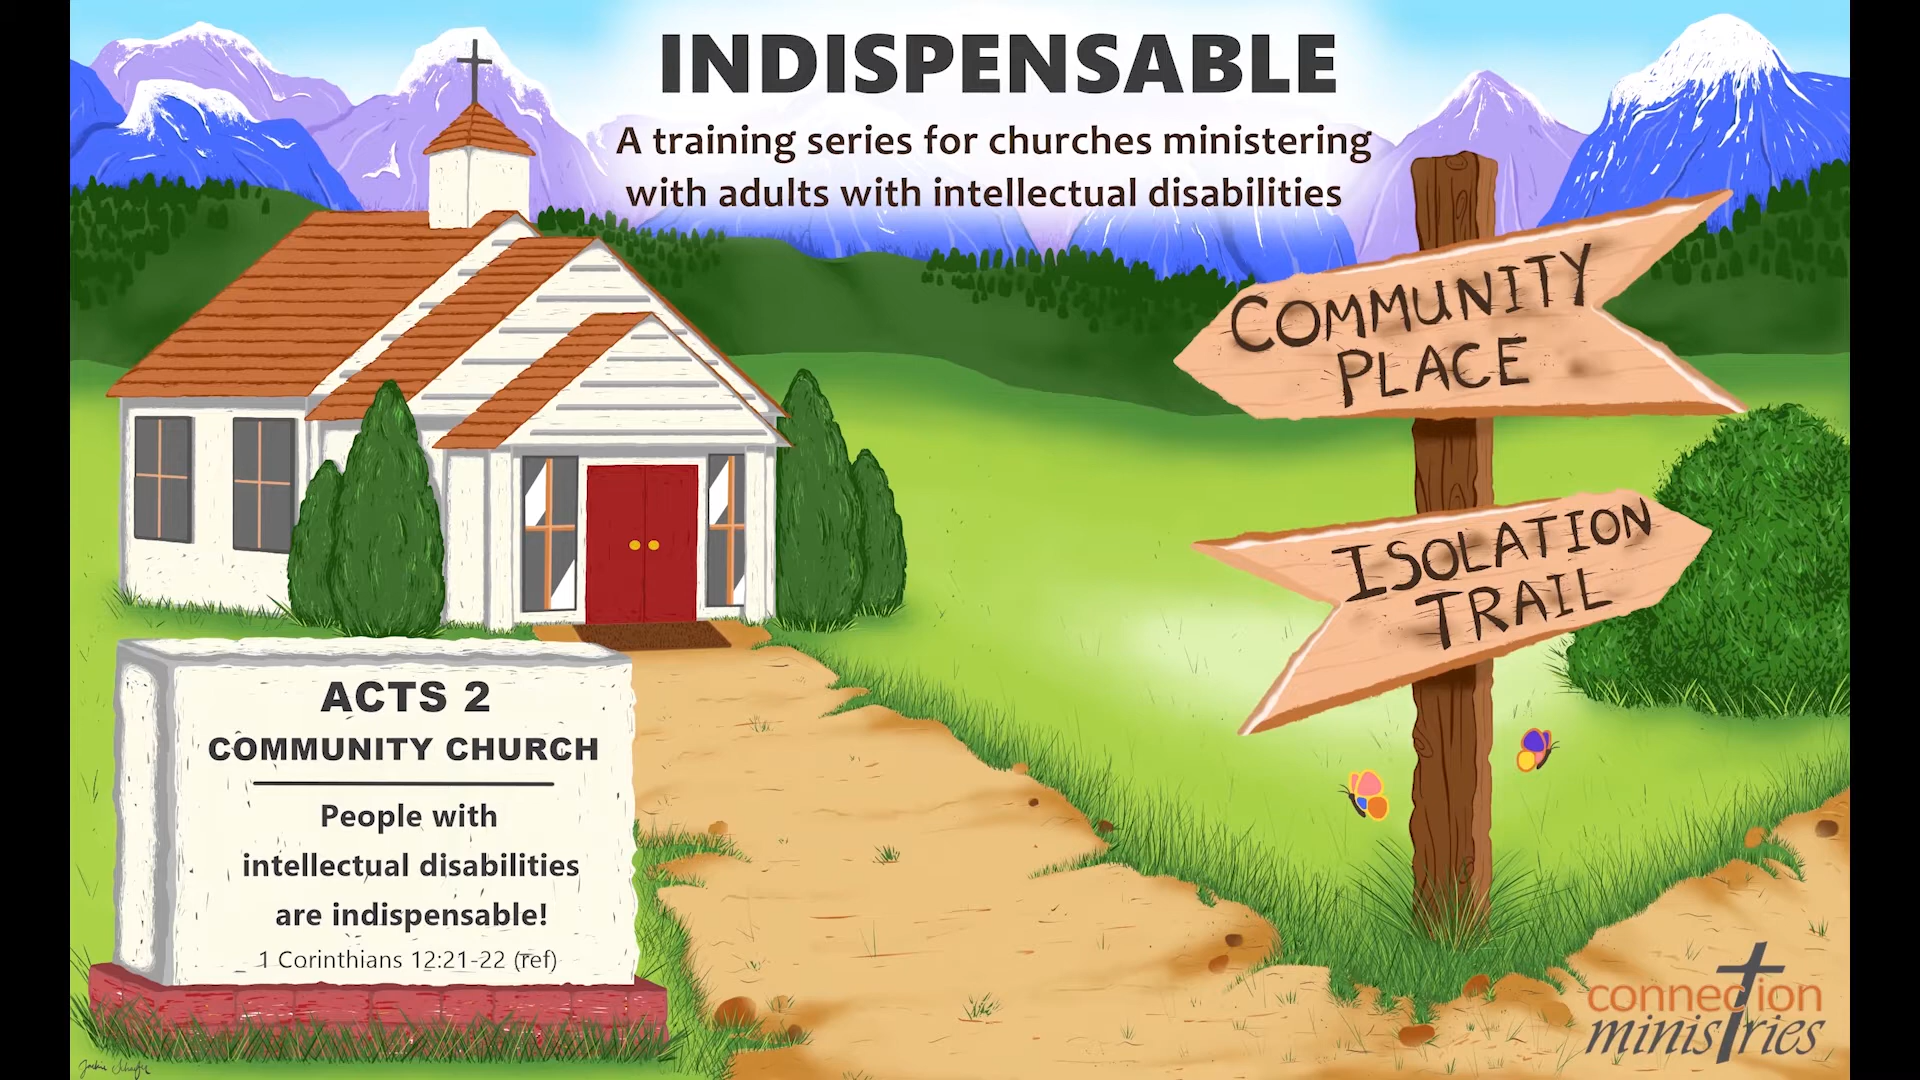 INDISPENSABLE
A training series for churches ministering
with adults with intellectual disabilities
COMMUNITY
PLACE
ISOLATION
TRAIL
ACTS 2
COMMUNITY CHURCH
People with
intellectual disabilities
are indispensable!
1 Corinthians 12:21-22 (ref)
connection
ministries